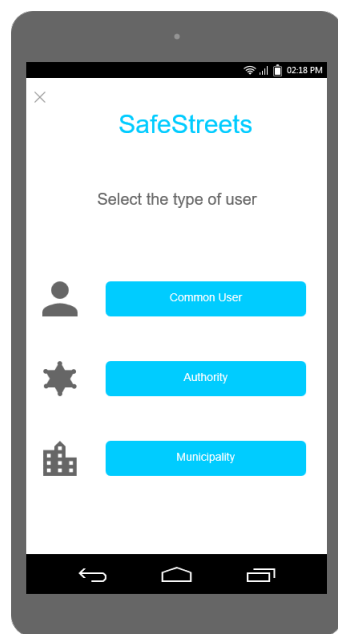 02:18 PM
SafeStreets
Select the type of user
Common User
Authority
Municipality